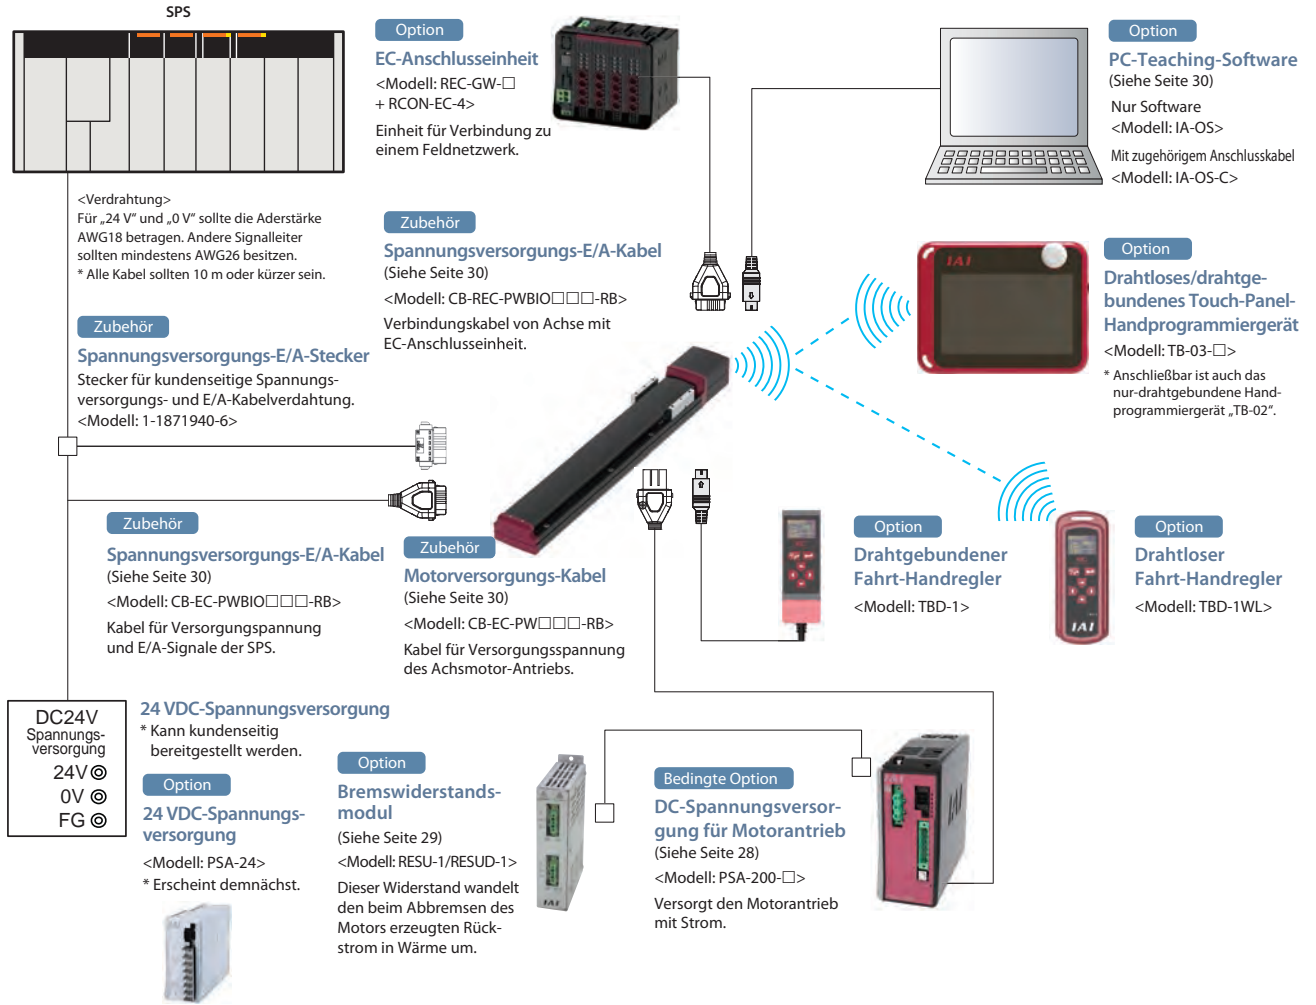 SPS
Option
EC-Anschlusseinheit
<Modell: REC-GW-□
+ RCON-EC-4>
Einheit für Verbindung zu
einem Feldnetzwerk.
Option
PC-Teaching-Software
(Siehe Seite 30)
Nur Software
<Modell: IA-OS>
Mit zugehörigem Anschlusskabel
<Modell: IA-OS-C>
<Verdrahtung>
Für „24 V“ und „0 V“ sollte die Aderstärke
AWG18 betragen. Andere Signalleiter
sollten mindestens AWG26 besitzen.
* Alle Kabel sollten 10 m oder kürzer sein.
Zubehör
Spannungsversorgungs-E/A-Kabel
(Siehe Seite 30)
<Modell: CB-REC-PWBIO□□□-RB>
Verbindungskabel von Achse mit
EC-Anschlusseinheit.
IAI
Option
Drahtloses/drahtge-
bundenes Touch-Panel-
Handprogrammiergerät
<Modell: TB-03-□>
* Anschließbar ist auch das
nur-drahtgebundene Hand-
programmiergerät „TB-02“.
Zubehör
Spannungsversorgungs-E/A-Stecker
Stecker für kundenseitige Spannungs-
versorgungs- und E/A-Kabelverdahtung.
<Modell: 1-1871940-6>
Zubehör
Spannungsversorgungs-E/A-Kabel
(Siehe Seite 30)
<Modell: CB-EC-PWBIO□□□-RB>
Kabel für Versorgungspannung
und E/A-Signale der SPS.
Zubehör
Motorversorgungs-Kabel
(Siehe Seite 30)
<Modell: CB-EC-PW□□□-RB>
Kabel für Versorgungsspannung
des Achsmotor-Antriebs.
Option
Drahtgebundener
Fahrt-Handregler
<Modell: TBD-1>
IAI
Option
Drahtloser
Fahrt-Handregler
<Modell: TBD-1WL>
DC24V
Spannungs-
versorgung
24V
0V
FG
24 VDC-Spannungsversorgung
* Kann kundenseitig
bereitgestellt werden.
Option
24 VDC-Spannungs-
versorgung
<Modell: PSA-24>
* Erscheint demnächst.
Option
Bremswiderstands-
modul
(Siehe Seite 29)
<Modell: RESU-1/RESUD-1>
Dieser Widerstand wandelt
den beim Abbremsen des
Motors erzeugten Rück-
strom in Wärme um.
IAI
Bedingte Option
DC-Spannungsversor-
gung für Motorantrieb
(Siehe Seite 28)
<Modell: PSA-200-□>
Versorgt den Motorantrieb
mit Strom.
IAI